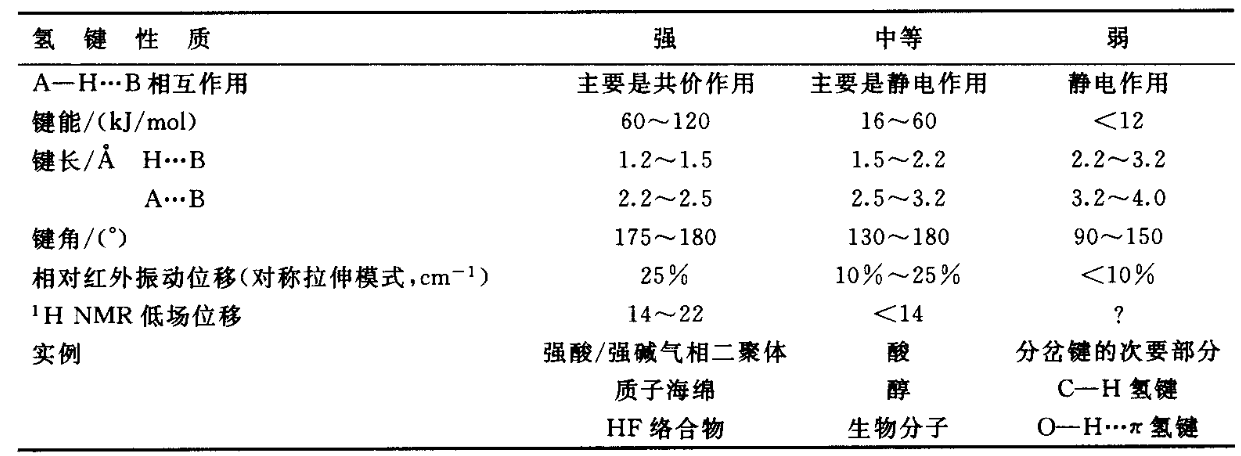 氢 键 性 质 强 中等 弱
A—H···B相互作用 主要是共价作用 主要是静电作用 静电作用
键能/(kJ/mol) 60～120 16～60 <12
键长/Å H···B 1.2～1.5 1.5～2.2 2.2～3.2
A···B 2.2～2.5 2.5～3.2 3.2～4.0
键角/(°) 175～180 130～180 90～150
相对红外振动位移(对称拉伸模式,cm⁻¹) 25% 10%～25% <10%
¹H NMR 低场位移 14～22 <14 ?
实例 强酸/强碱气相二聚体 酸 分岔键的次要部分
质子海绵 醇 C—H 氢键
HF 络合物 生物分子 O—H···π 氢键